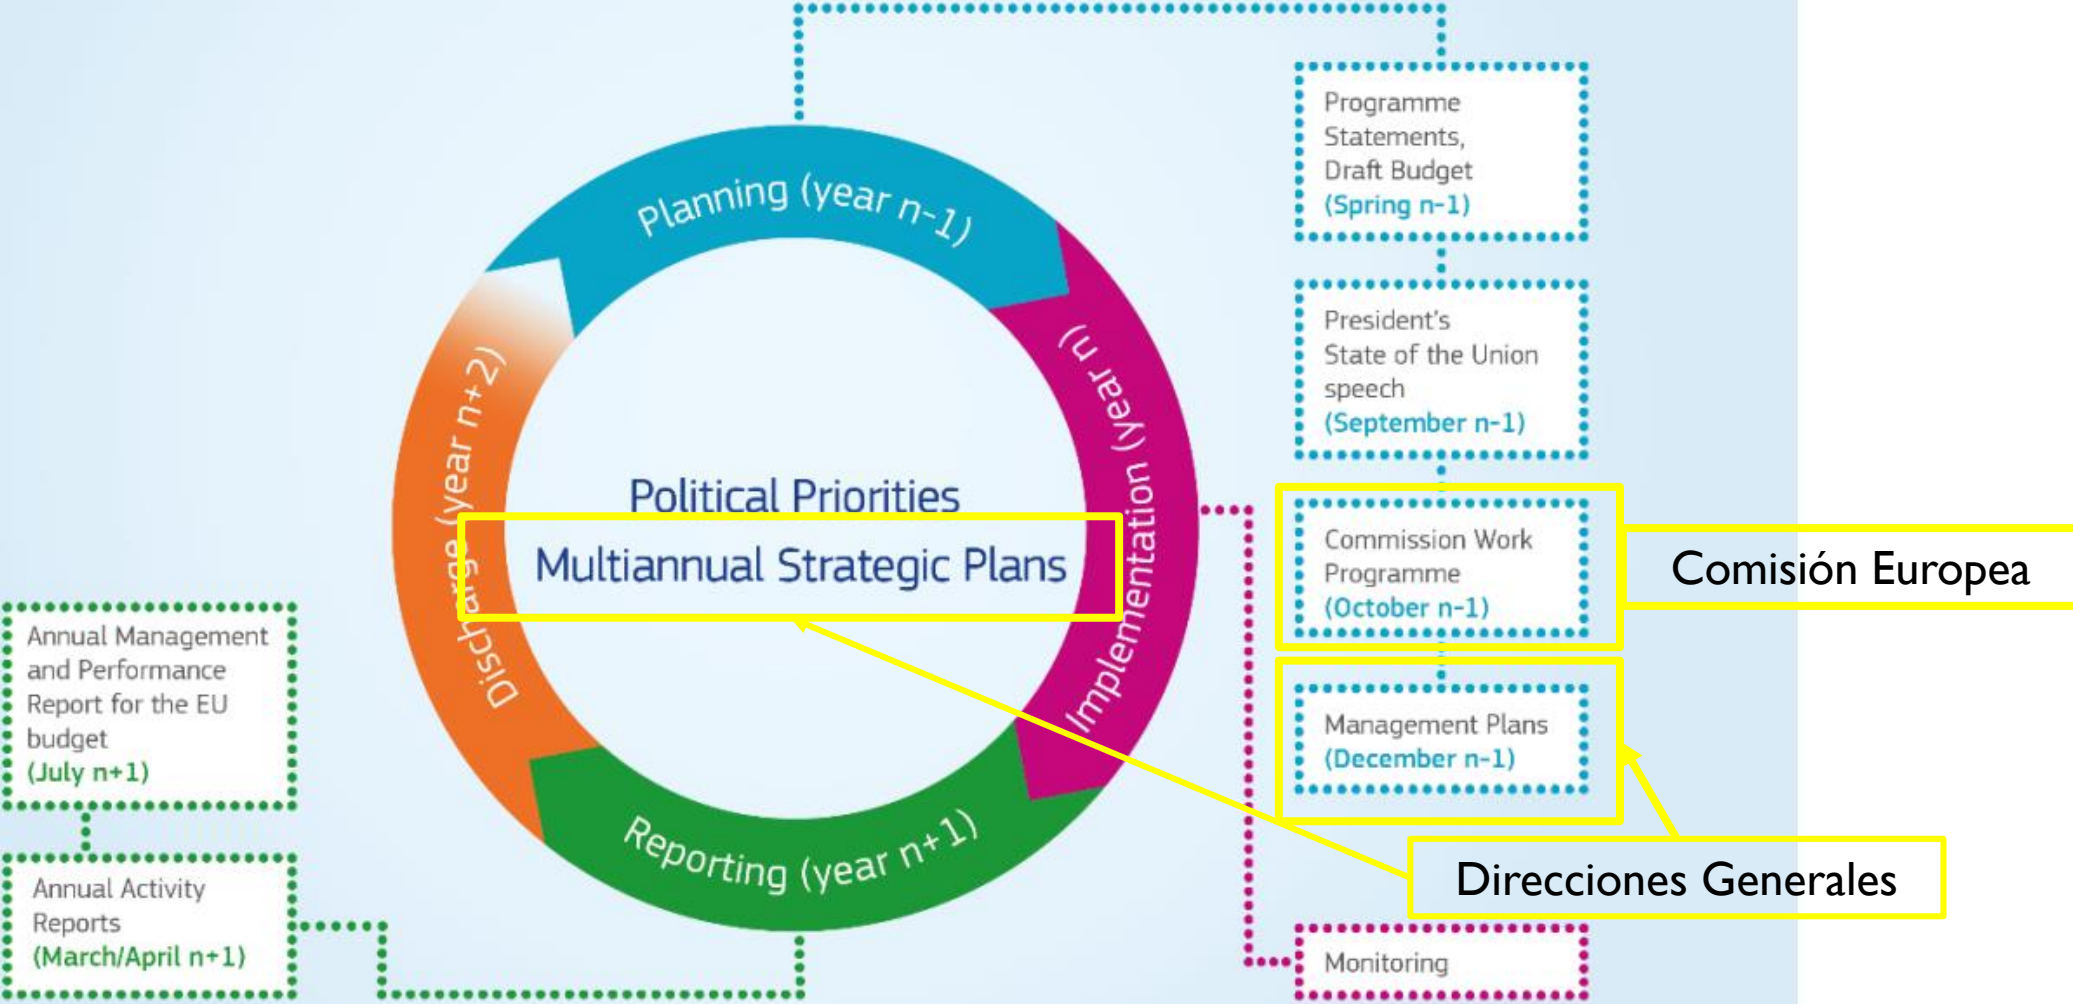 Planning (year n-1)
Implementation (year n)
Reporting (year n+1)
Discharge (year n+2)
Political Priorities
Multiannual Strategic Plans
Programme
Statements,
Draft Budget
(Spring n-1)
President's
State of the Union
speech
(September n-1)
Commission Work
Programme
(October n-1)
Comisión Europea
Management Plans
(December n-1)
Direcciones Generales
Monitoring
Annual Management
and Performance
Report for the EU
budget
(July n+1)
Annual Activity
Reports
(March/April n+1)